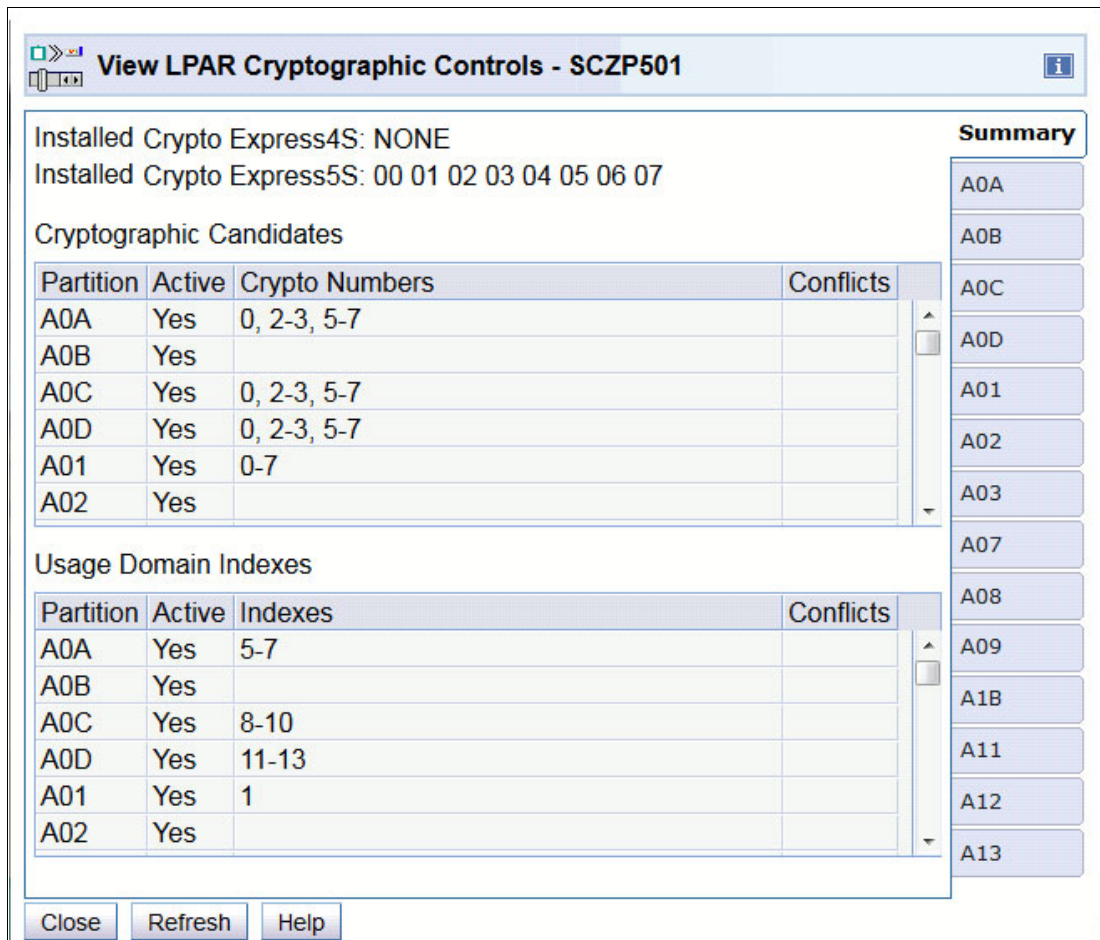 View LPAR Cryptographic Controls - SCZP501
i
Installed Crypto Express4S: NONE
Installed Crypto Express5S: 00 01 02 03 04 05 06 07
Cryptographic Candidates
Partition Active Crypto Numbers Conflicts
A0A Yes 0, 2-3, 5-7
A0B Yes
A0C Yes 0, 2-3, 5-7
A0D Yes 0, 2-3, 5-7
A01 Yes 0-7
A02 Yes
Usage Domain Indexes
Partition Active Indexes Conflicts
A0A Yes 5-7
A0B Yes
A0C Yes 8-10
A0D Yes 11-13
A01 Yes 1
A02 Yes
Summary
A0A
A0B
A0C
A0D
A01
A02
A03
A07
A08
A09
A1B
A11
A12
A13
Close Refresh Help